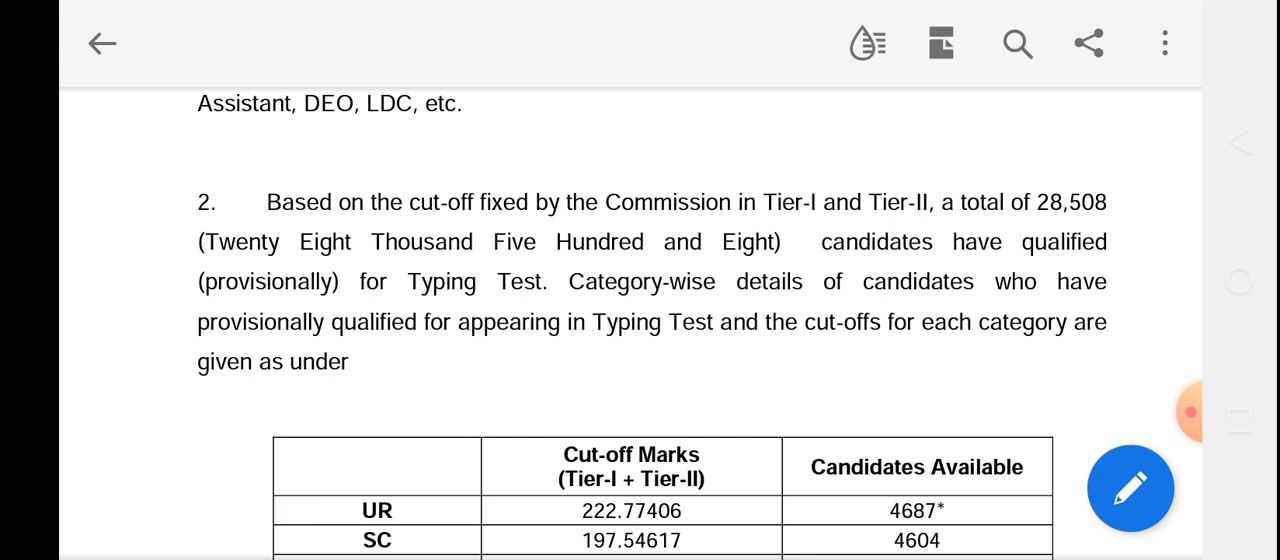 Assistant, DEO, LDC, etc.
2. Based on the cut-off fixed by the Commission in Tier-I and Tier-II, a total of 28,508
(Twenty Eight Thousand Five Hundred and Eight) candidates have qualified
(provisionally) for Typing Test. Category-wise details of candidates who have
provisionally qualified for appearing in Typing Test and the cut-offs for each category are
given as under
Cut-off Marks
(Tier-I + Tier-II)
Candidates Available
UR 222.77406 4687*
SC 197.54617 4604